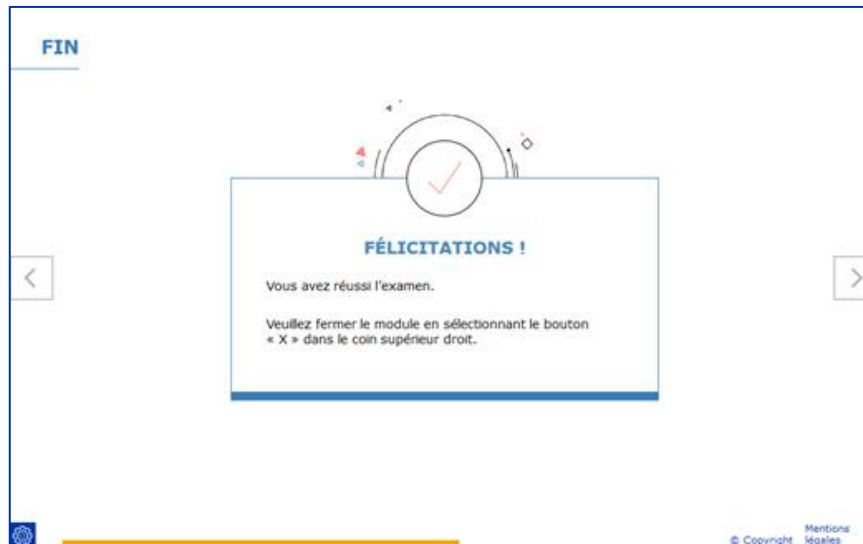 FIN
FÉLICITATIONS !
Vous avez réussi l'examen.
Veuillez fermer le module en sélectionnant le bouton
« X » dans le coin supérieur droit.
© Copyright
Mentions
légales